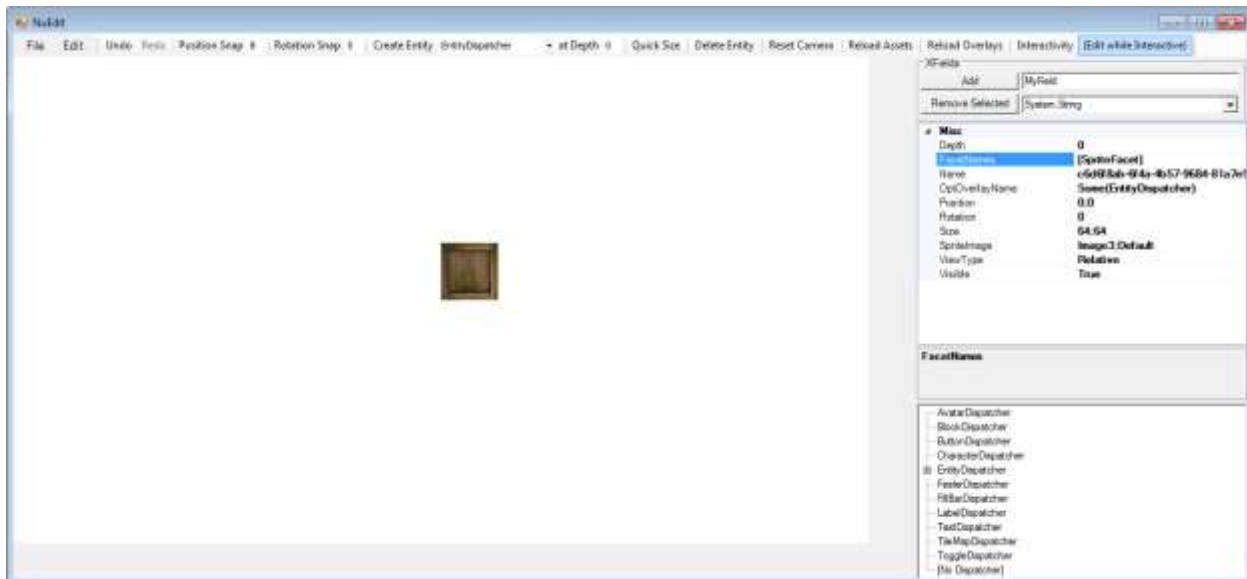 NuEdit
File Edit Undo Redo Position Snap 0 Rotation Snap 0 Create Entity EntityDispatcher at Depth 0 Quick Size Delete Entity Reset Camera Reload Assets Reload Overlays Interactivity (Edit while Interactive)
XFields
Add MyField
Remove Selected System.String
Misc
Depth 0
FacetNames [SpriteFacet]
Name
OptOverlayName Some(EntityDispatcher)
Position 0,0
Rotation 0
Size 64,64
SpriteImage Image3;Default
ViewType Relative
Visible True
FacetNames
AvatarDispatcher
BlockDispatcher
ButtonDispatcher
CharacterDispatcher
EntityDispatcher
FeelerDispatcher
FillBarDispatcher
LabelDispatcher
TextDispatcher
TileMapDispatcher
ToggleDispatcher
[No Dispatcher]